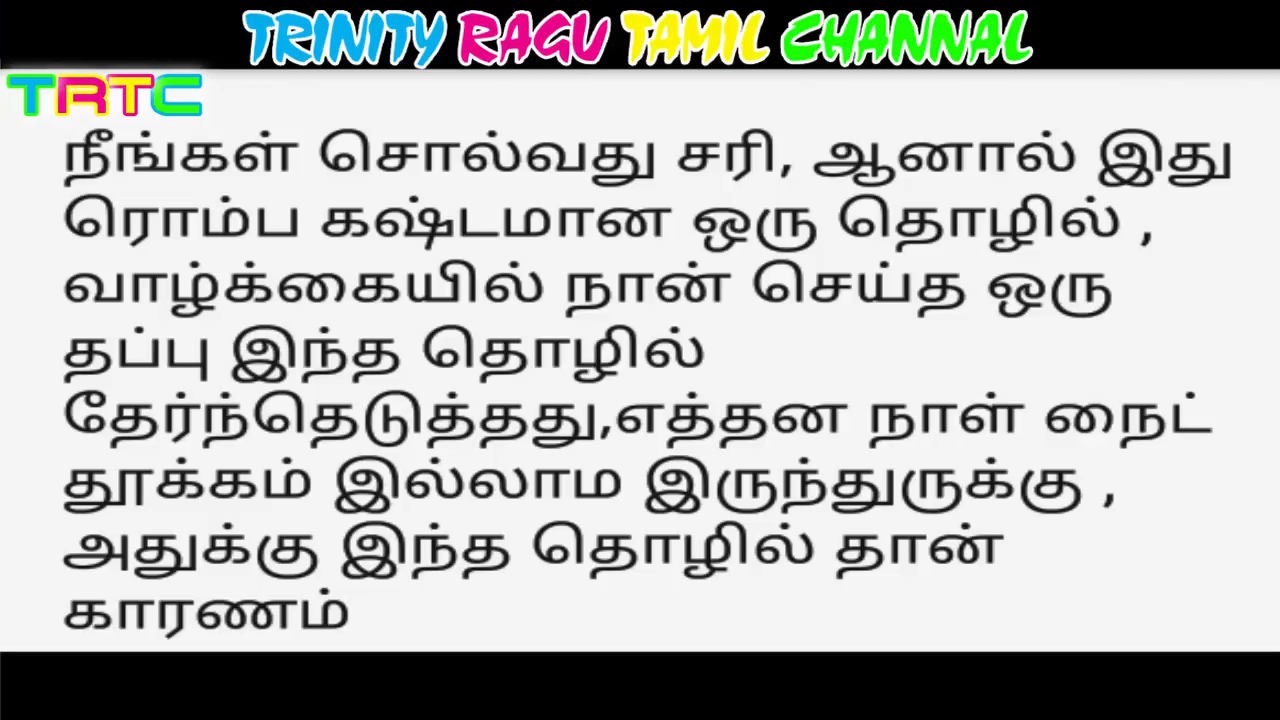 TRINITY RAGU TAMIL CHANNAL
TRTC
நீங்கள் சொல்வது சரி, ஆனால் இது
ரொம்ப கஷ்டமான ஒரு தொழில் ,
வாழ்க்கையில் நான் செய்த ஒரு
தப்பு இந்த தொழில்
தேர்ந்தெடுத்தது,எத்தன நாள் நைட்
தூக்கம் இல்லாம இருந்துருக்கு ,
அதுக்கு இந்த தொழில் தான்
காரணம்